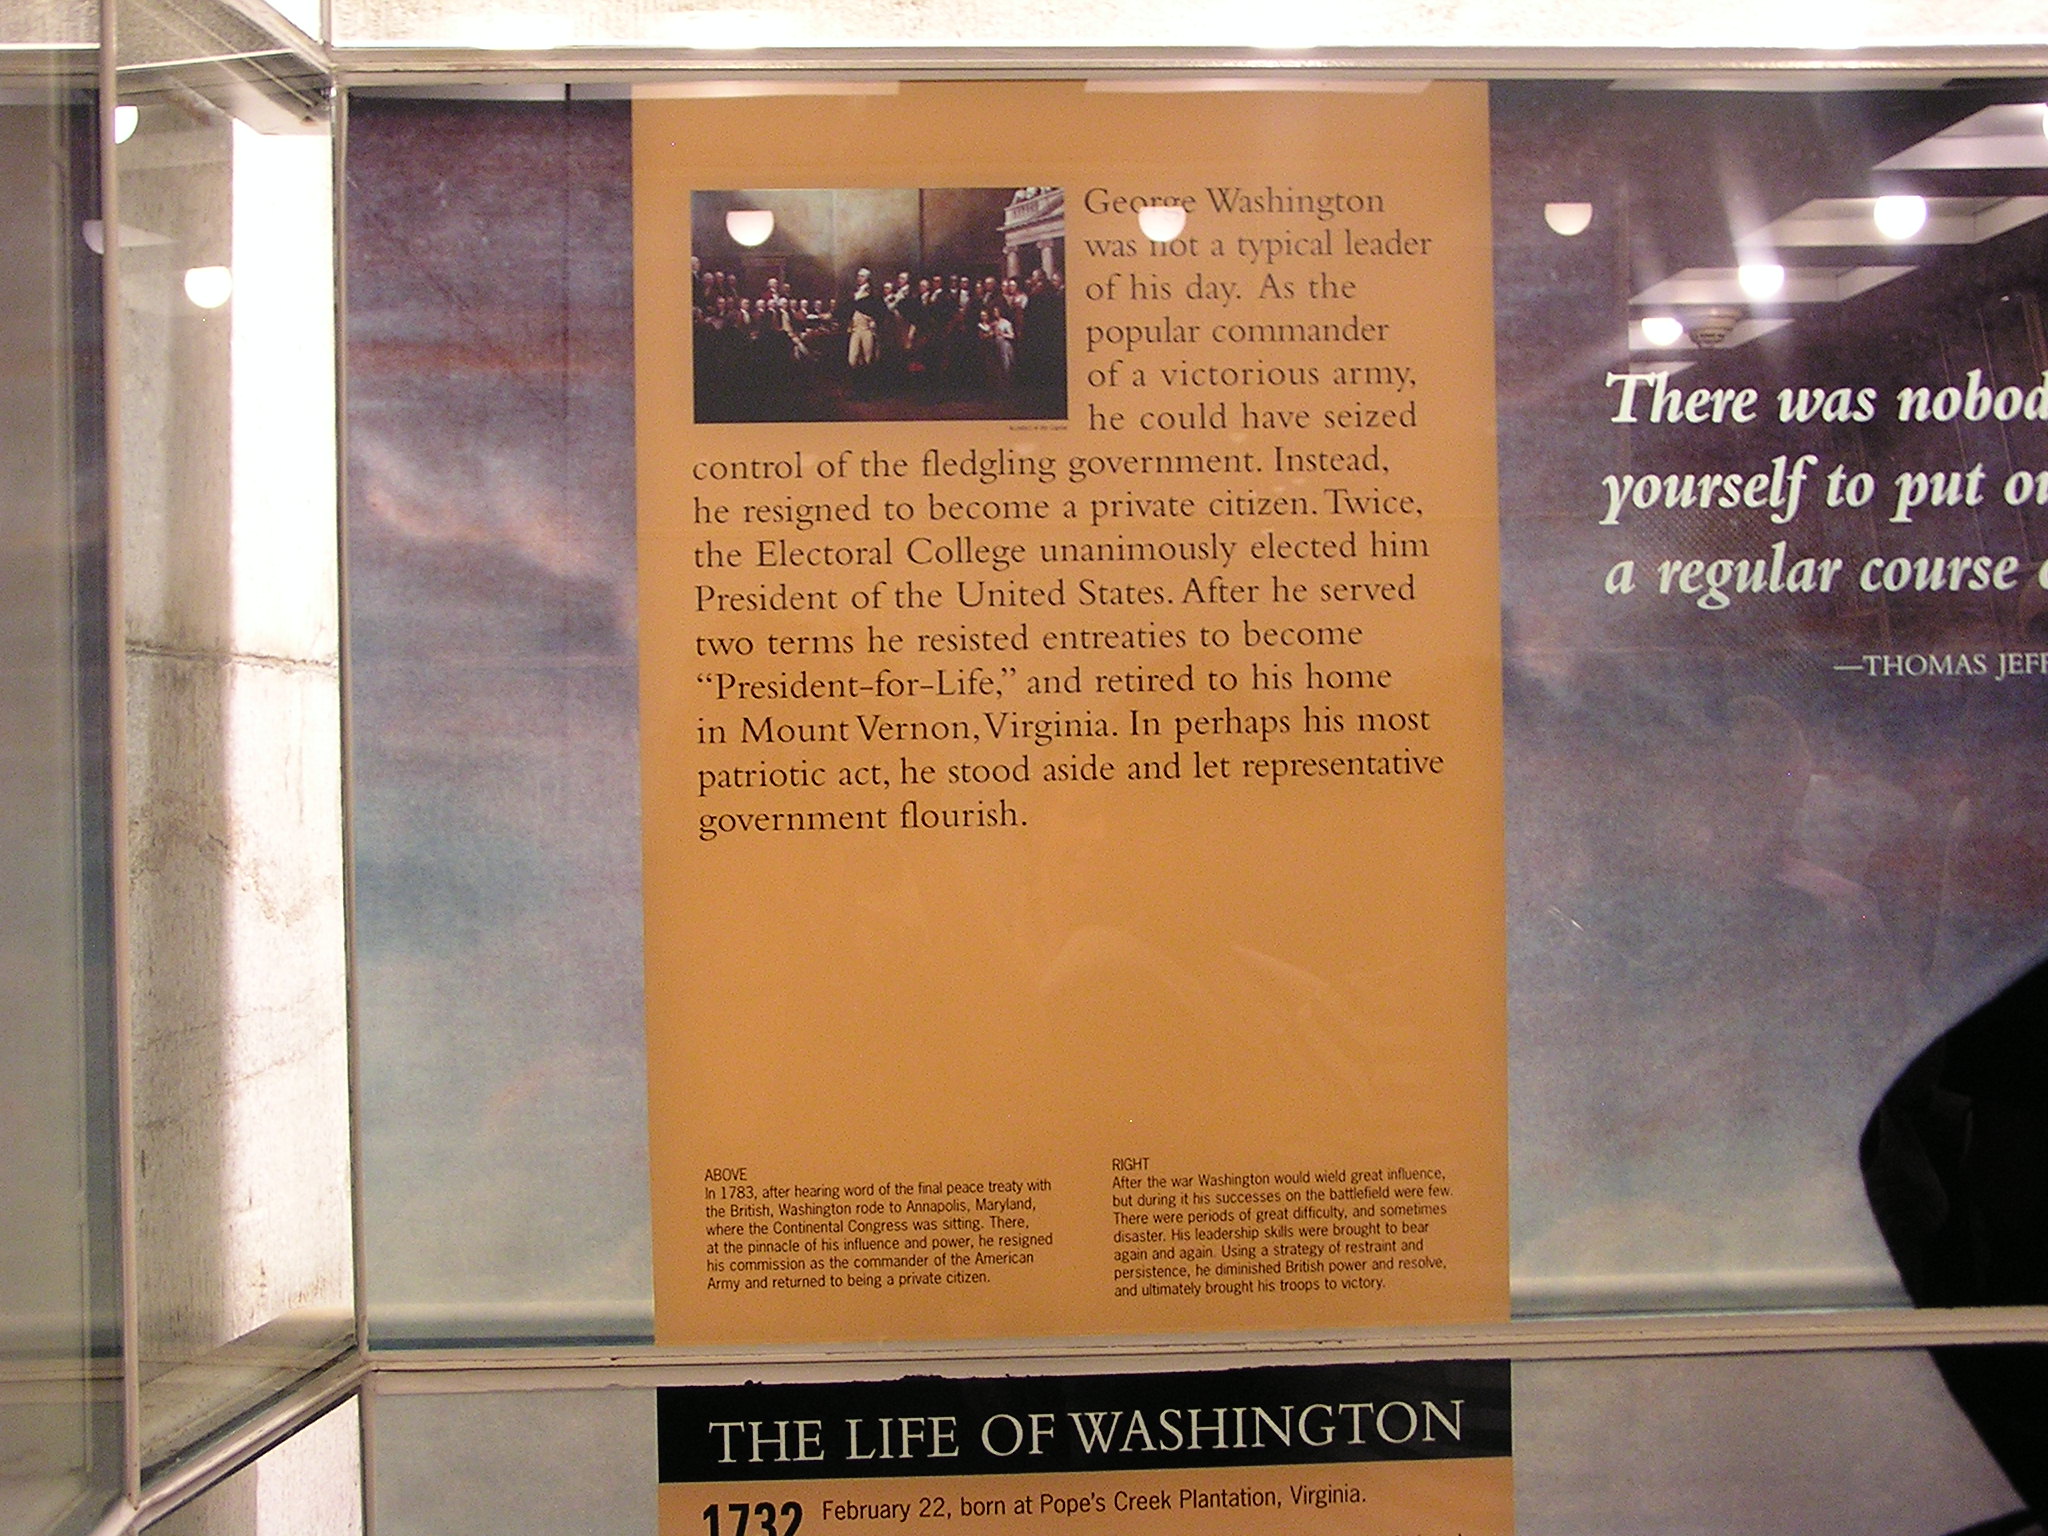 George Washington
was not a typical leader
of his day. As the
popular commander
of a victorious army,
he could have seized
control of the fledgling government. Instead,
he resigned to become a private citizen. Twice,
the Electoral College unanimously elected him
President of the United States. After he served
two terms he resisted entreaties to become
“President-for-Life,” and retired to his home
in Mount Vernon, Virginia. In perhaps his most
patriotic act, he stood aside and let representative
government flourish.
ABOVE
In 1783, after hearing word of the final peace treaty with
the British, Washington rode to Annapolis, Maryland,
where the Continental Congress was sitting. There,
at the pinnacle of his influence and power, he resigned
his commission as the commander of the American
Army and returned to being a private citizen.
RIGHT
After the war Washington would wield great influence,
but during it his successes on the battlefield were few.
There were periods of great difficulty, and sometimes
disaster. His leadership skills were brought to bear
again and again. Using a strategy of restraint and
persistence, he diminished British power and resolve,
and ultimately brought his troops to victory.
There was nobod
yourself to put
a regular course
—THOMAS JEFF
THE LIFE OF WASHINGTON
1732 February 22, born at Pope's Creek Plantation, Virginia.